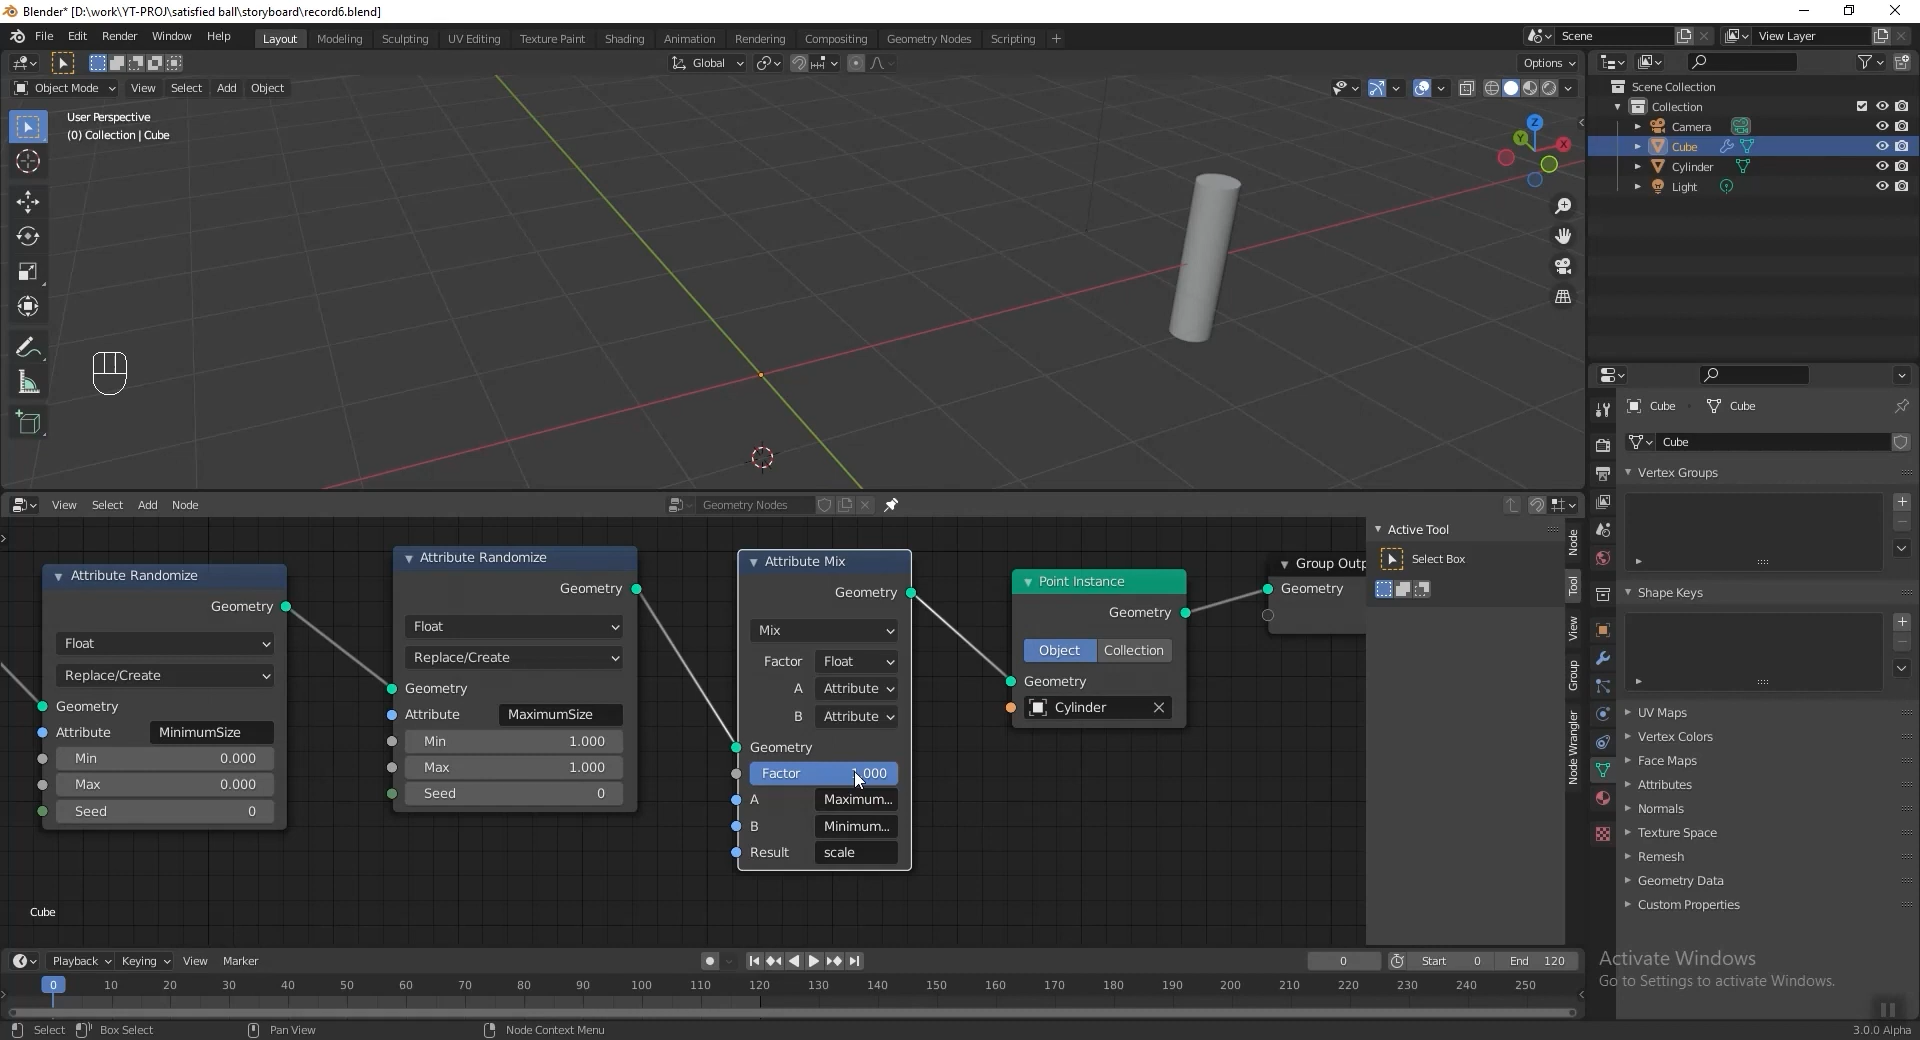 Blender* [D:\work\YT-PROJ\satisfied ball\storyboard\record6.blend]
File Edit Render Window Help
Layout Modeling Sculpting UV Editing Texture Paint Shading Animation Rendering Compositing Geometry Nodes Scripting +
Scene
View Layer
Global
Options
Object Mode View Select Add Object
User Perspective
(0) Collection | Cube
Z
Y
X
Scene Collection
Collection
Camera
Cube
Cylinder
Light
View Select Add Node
Geometry Nodes
Attribute Randomize
Geometry
Float
Replace/Create
Geometry
Attribute MinimumSize
Min 0.000
Max 0.000
Seed 0
Attribute Randomize
Geometry
Float
Replace/Create
Geometry
Attribute MaximumSize
Min 1.000
Max 1.000
Seed 0
Attribute Mix
Geometry
Mix
Factor Float
A Attribute
B Attribute
Geometry
Factor 1.000
A Maximum...
B Minimum...
Result scale
Point Instance
Geometry
Object Collection
Geometry
Cylinder
Group Outp
Geometry
Cube
Active Tool
Select Box
Node
Tool
View
Group
Node Wrangler
Cube Cube
Cube
Vertex Groups
Shape Keys
UV Maps
Vertex Colors
Face Maps
Attributes
Normals
Texture Space
Remesh
Geometry Data
Custom Properties
Activate Windows
Go to Settings to activate Windows.
Playback Keying View Marker
0
Start 0
End 120
0 10 20 30 40 50 60 70 80 90 100 110 120 130 140 150 160 170 180 190 200 210 220 230 240 250
Select Box Select Pan View Node Context Menu
3.0.0 Alpha